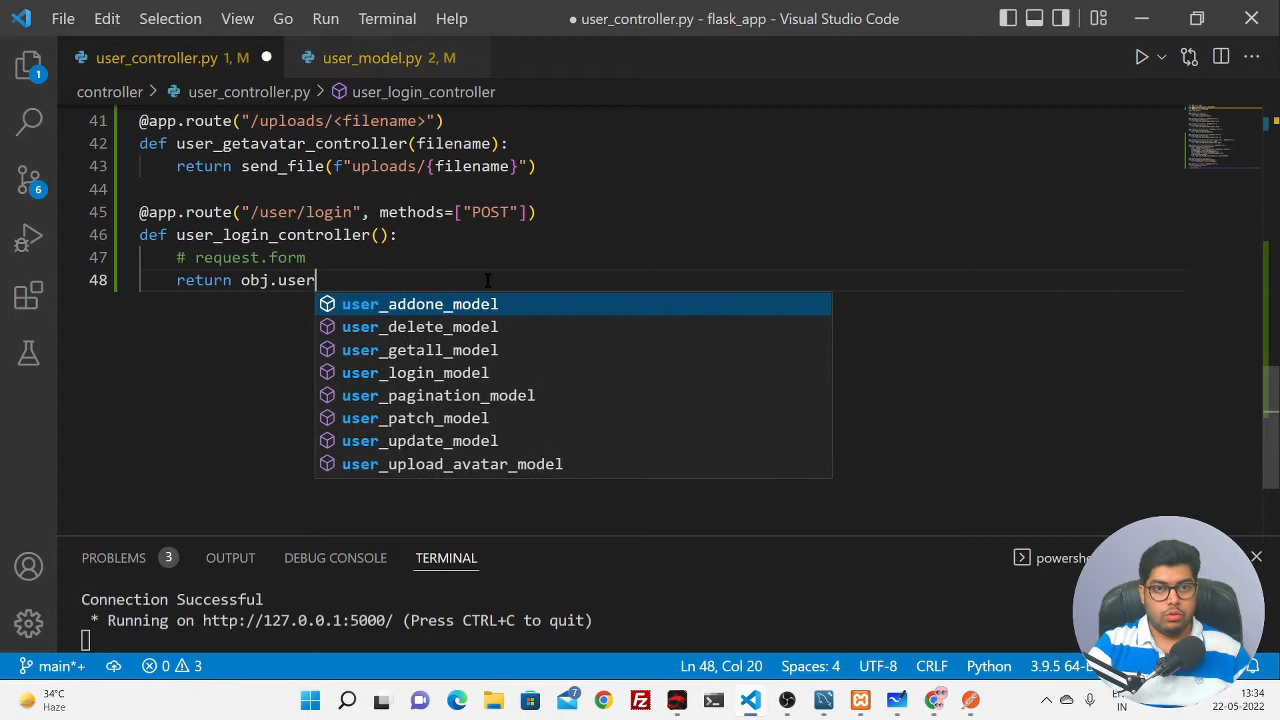 File Edit Selection View Go Run Terminal Help
● user_controller.py - flask_app - Visual Studio Code
user_controller.py 1, M ●
user_model.py 2, M
controller > user_controller.py > user_login_controller
41 @app.route("/uploads/<filename>")
42 def user_getavatar_controller(filename):
43 return send_file(f"uploads/{filename}")
44
45 @app.route("/user/login", methods=["POST"])
46 def user_login_controller():
47 # request.form
48 return obj.user
user_addone_model
user_delete_model
user_getall_model
user_login_model
user_pagination_model
user_patch_model
user_update_model
user_upload_avatar_model
1
6
PROBLEMS 3 OUTPUT DEBUG CONSOLE TERMINAL
Connection Successful
* Running on http://127.0.0.1:5000/ (Press CTRL+C to quit)
main*+ 0 3 Ln 48, Col 20 Spaces: 4 UTF-8 CRLF Python 3.9.5
34°C
Haze
7
13:34
IN 22-05-2022